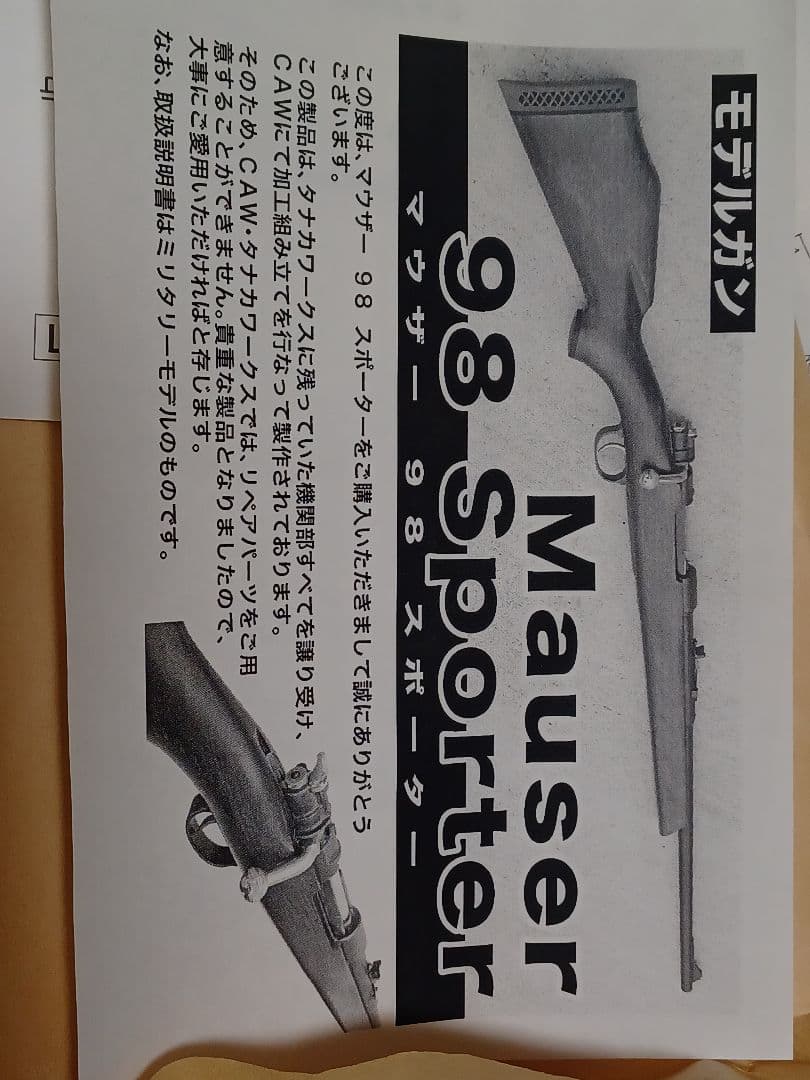 モデルガン
Mauser
98 Sporter
マウザー 98 スポーター
この度は、マウザー 98 スポーターをご購入いただきまして誠にありがとう
ございます。
この製品は、タナカワークスに残っていた機関部すべてを譲り受け、
CAWにて加工組み立てを行なって製作されております。
そのため、CAW・タナカワークスでは、リペアパーツをご用
意することができません。貴重な製品となりましたので、
大事にご愛用いただければと存じます。
なお、取扱説明書はミリタリーモデルのものです。